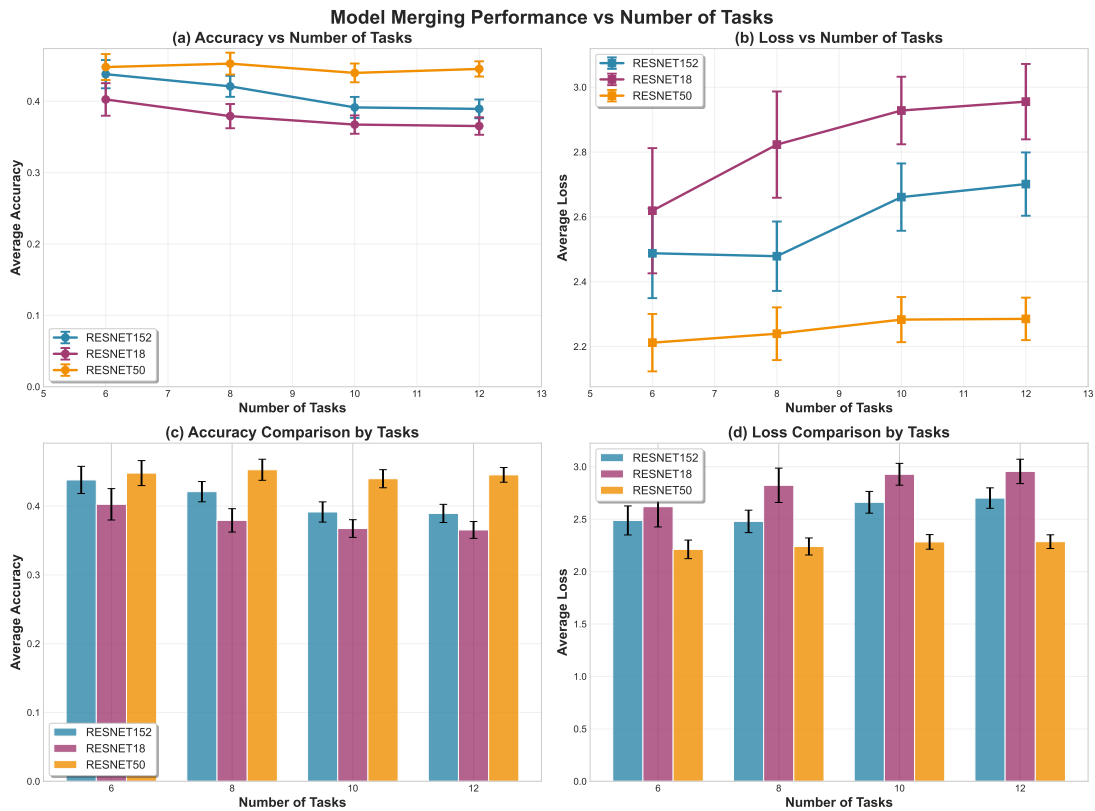 Model Merging Performance vs Number of Tasks
(a) Accuracy vs Number of Tasks
Average Accuracy
0.4
0.3
0.2
0.1
0.0
RESNET152
RESNET18
RESNET50
5 6 7 8 9 10 11 12 13
Number of Tasks
(b) Loss vs Number of Tasks
RESNET152
RESNET18
RESNET50
Average Loss
3.0
2.8
2.6
2.4
2.2
5 6 7 8 9 10 11 12 13
Number of Tasks
(c) Accuracy Comparison by Tasks
Average Accuracy
0.4
0.3
0.2
0.1
0.0
RESNET152
RESNET18
RESNET50
6 8 10 12
Number of Tasks
(d) Loss Comparison by Tasks
RESNET152
RESNET18
RESNET50
Average Loss
3.0
2.5
2.0
1.5
1.0
0.5
0.0
6 8 10 12
Number of Tasks